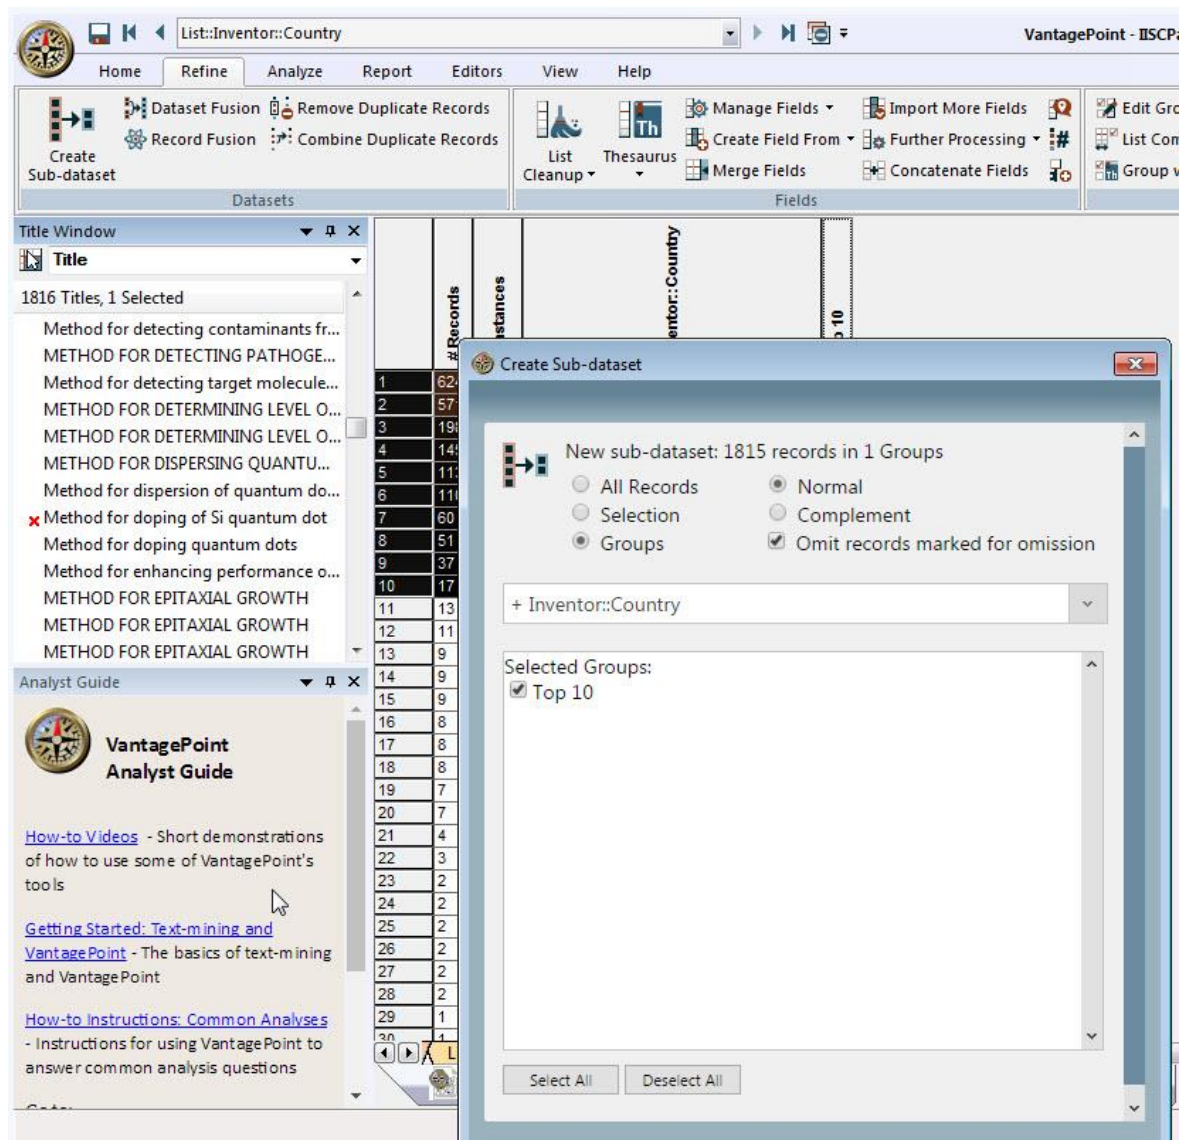 List::Inventor::Country
VantagePoint - IISCPa
Home Refine Analyze Report Editors View Help
Create
Sub-dataset
Dataset Fusion Remove Duplicate Records
Record Fusion Combine Duplicate Records
Datasets
List
Cleanup
Thesaurus
Manage Fields Import More Fields
Create Field From Further Processing
Merge Fields Concatenate Fields
Fields
Edit Gro
List Com
Group w
Title Window
Title
1816 Titles, 1 Selected
Method for detecting contaminants fr...
METHOD FOR DETECTING PATHOGE...
Method for detecting target molecule...
METHOD FOR DETERMINING LEVEL O...
METHOD FOR DETERMINING LEVEL O...
METHOD FOR DISPERSING QUANTU...
Method for dispersion of quantum do...
Method for doping of Si quantum dot
Method for doping quantum dots
Method for enhancing performance o...
METHOD FOR EPITAXIAL GROWTH
METHOD FOR EPITAXIAL GROWTH
METHOD FOR EPITAXIAL GROWTH
Analyst Guide
VantagePoint
Analyst Guide
How-to Videos - Short demonstrations
of how to use some of VantagePoint's
tools
Getting Started: Text-mining and
VantagePoint - The basics of text-mining
and VantagePoint
How-to Instructions: Common Analyses
- Instructions for using VantagePoint to
answer common analysis questions
# Records
stances
entor::Country
p 10
1 62
2 57
3 198
4 14
5 11
6 11
7 60
8 51
9 37
10 17
11 13
12 11
13 9
14 9
15 9
16 8
17 8
18 8
19 7
20 7
21 4
22 3
23 2
24 2
25 2
26 2
27 2
28 2
29 1
30 1
L
Create Sub-dataset
New sub-dataset: 1815 records in 1 Groups
All Records Normal
Selection Complement
Groups Omit records marked for omission
+ Inventor::Country
Selected Groups:
Top 10
Select All Deselect All